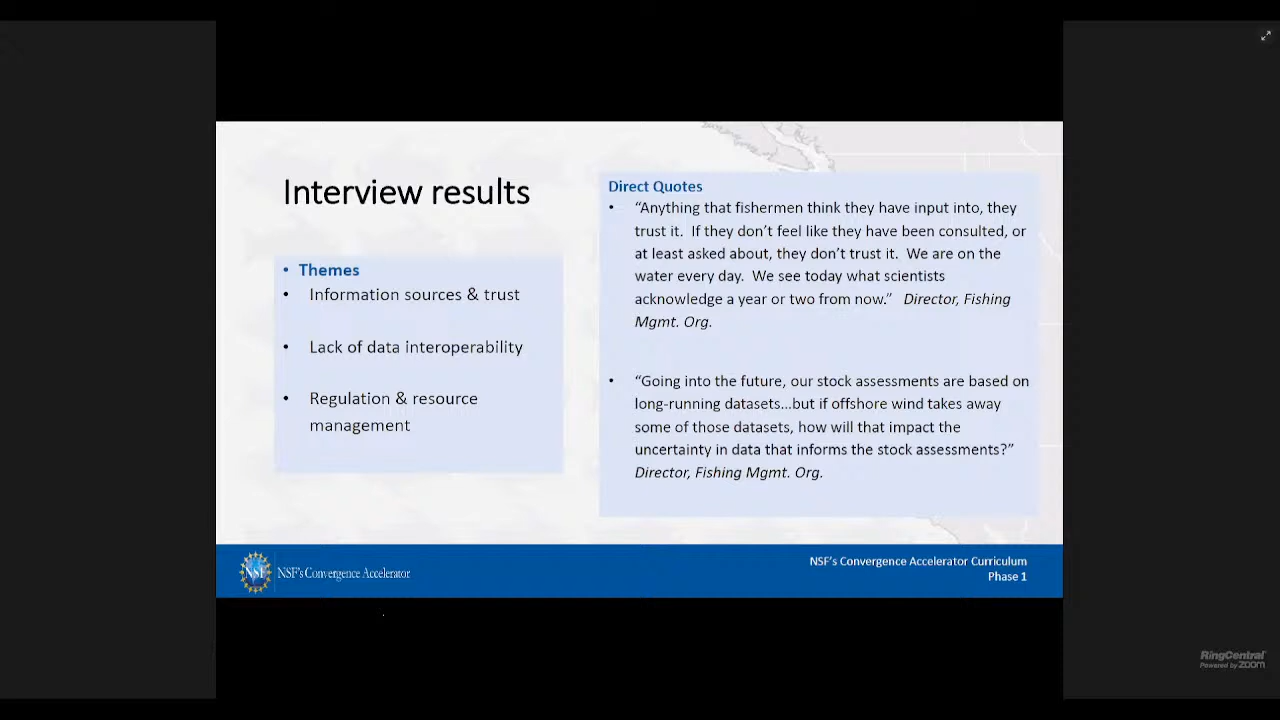 Interview results
• Themes
• Information sources & trust
• Lack of data interoperability
• Regulation & resource
management
Direct Quotes
• “Anything that fishermen think they have input into, they
trust it.  If they don’t feel like they have been consulted, or
at least asked about, they don’t trust it.  We are on the
water every day.  We see today what scientists
acknowledge a year or two from now.”   Director, Fishing
Mgmt. Org.
• “Going into the future, our stock assessments are based on
long-running datasets…but if offshore wind takes away
some of those datasets, how will that impact the
uncertainty in data that informs the stock assessments?”
Director, Fishing Mgmt. Org.
NSF
NSF’s Convergence Accelerator
NSF’s Convergence Accelerator Curriculum
Phase 1
RingCentral
Powered by zoom